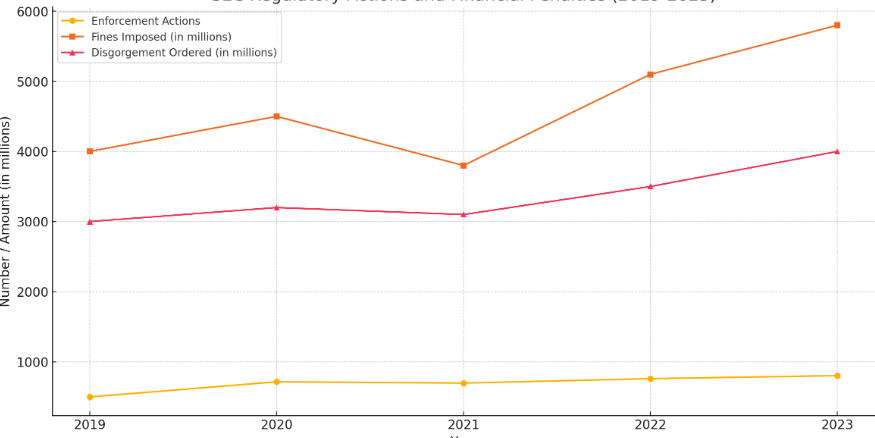 6000
5000
4000
3000
2000
1000
Number / Amount (in millions)
Enforcement Actions
Fines Imposed (in millions)
Disgorgement Ordered (in millions)
2019
2020
2021
2022
2023